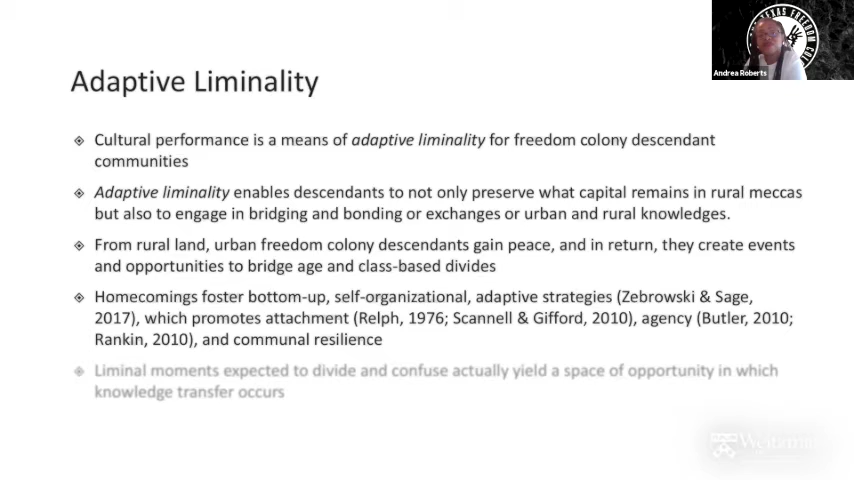 TEXAS FREEDOM COL
Andrea Roberts
Adaptive Liminality
Cultural performance is a means of adaptive liminality for freedom colony descendant
communities
Adaptive liminality enables descendants to not only preserve what capital remains in rural meccas
but also to engage in bridging and bonding or exchanges or urban and rural knowledges.
From rural land, urban freedom colony descendants gain peace, and in return, they create events
and opportunities to bridge age and class-based divides
Homecomings foster bottom-up, self-organizational, adaptive strategies (Zebrowski & Sage,
2017), which promotes attachment (Relph, 1976; Scannell & Gifford, 2010), agency (Butler, 2010;
Rankin, 2010), and communal resilience
Liminal moments expected to divide and confuse actually yield a space of opportunity in which
knowledge transfer occurs